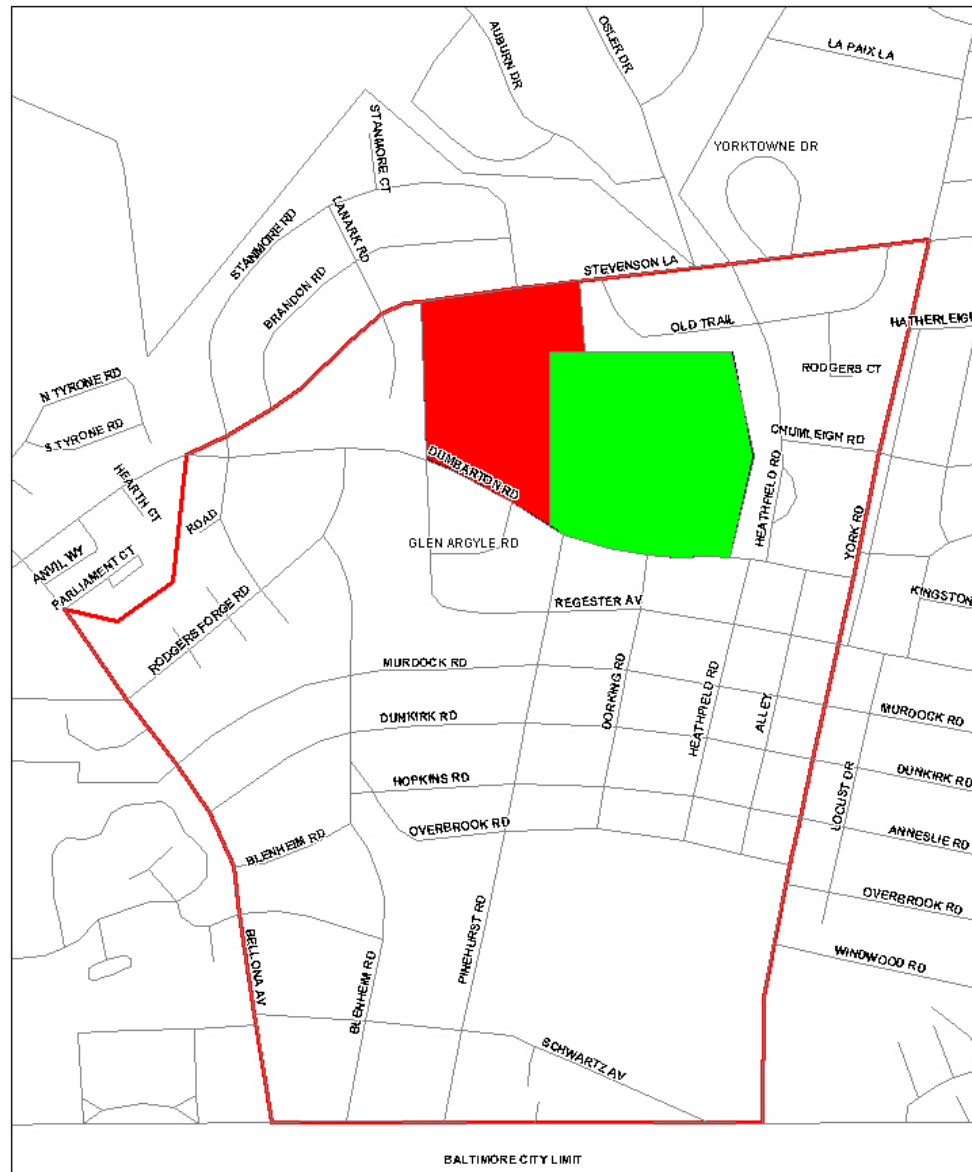 AUBURN DR
OSLER DR
LA PAIX LA
STANMORE CT
YORKTOWNE DR
LANARK RD
STANMORE RD
BRANDON RD
STEVENSON LA
OLD TRAIL
HATHERLEIGH
RODGERS CT
N TYRONE RD
S TYRONE RD
CHUMLEIGH RD
HEARTH CT
DUMBARTON RD
HEATHFIELD RD
ROAD
YORK RD
ANVIL WY
GLEN ARGYLE RD
PARLIAMENT CT
REGESTER AV
KINGSTON
RODGERS FORGE RD
MURDOCK RD
DORKING RD
HEATHFIELD RD
ALLEY
MURDOCK RD
DUNKIRK RD
DUNKIRK RD
HOPKINS RD
LOCUST DR
OVERBROOK RD
ANNESLIE RD
BLENHEIM RD
OVERBROOK RD
PINEHURST RD
BELLONA AV
WINDWOOD RD
BLENHEIM RD
SCHWARTZ AV
BALTIMORE CITY LIMIT